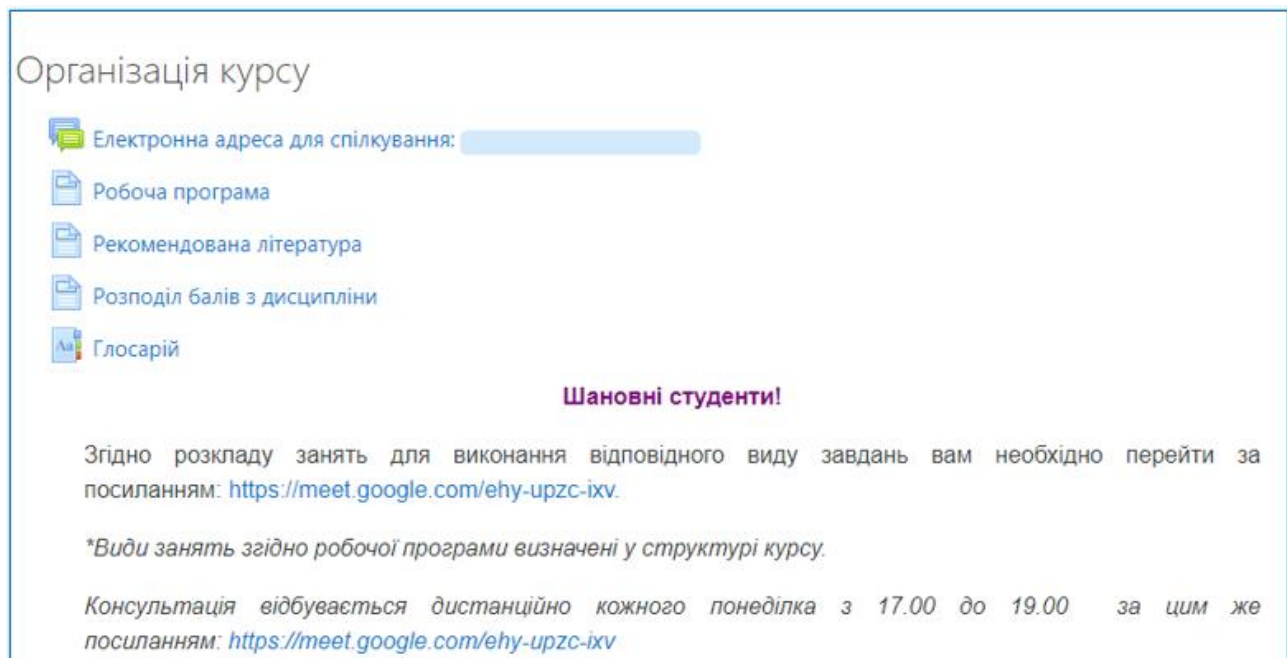 Організація курсу
Електронна адреса для спілкування:
Робоча програма
Рекомендована література
Розподіл балів з дисципліни
Aa
Глосарій
Шановні студенти!
Згідно розкладу занять для виконання відповідного виду завдань вам необхідно перейти за
посиланням: https://meet.google.com/ehy-upzc-ixv.
*Види занять згідно робочої програми визначені у структурі курсу.
Консультація відбувається дистанційно кожного понеділка з 17.00 до 19.00 за цим же
посиланням: https://meet.google.com/ehy-upzc-ixv